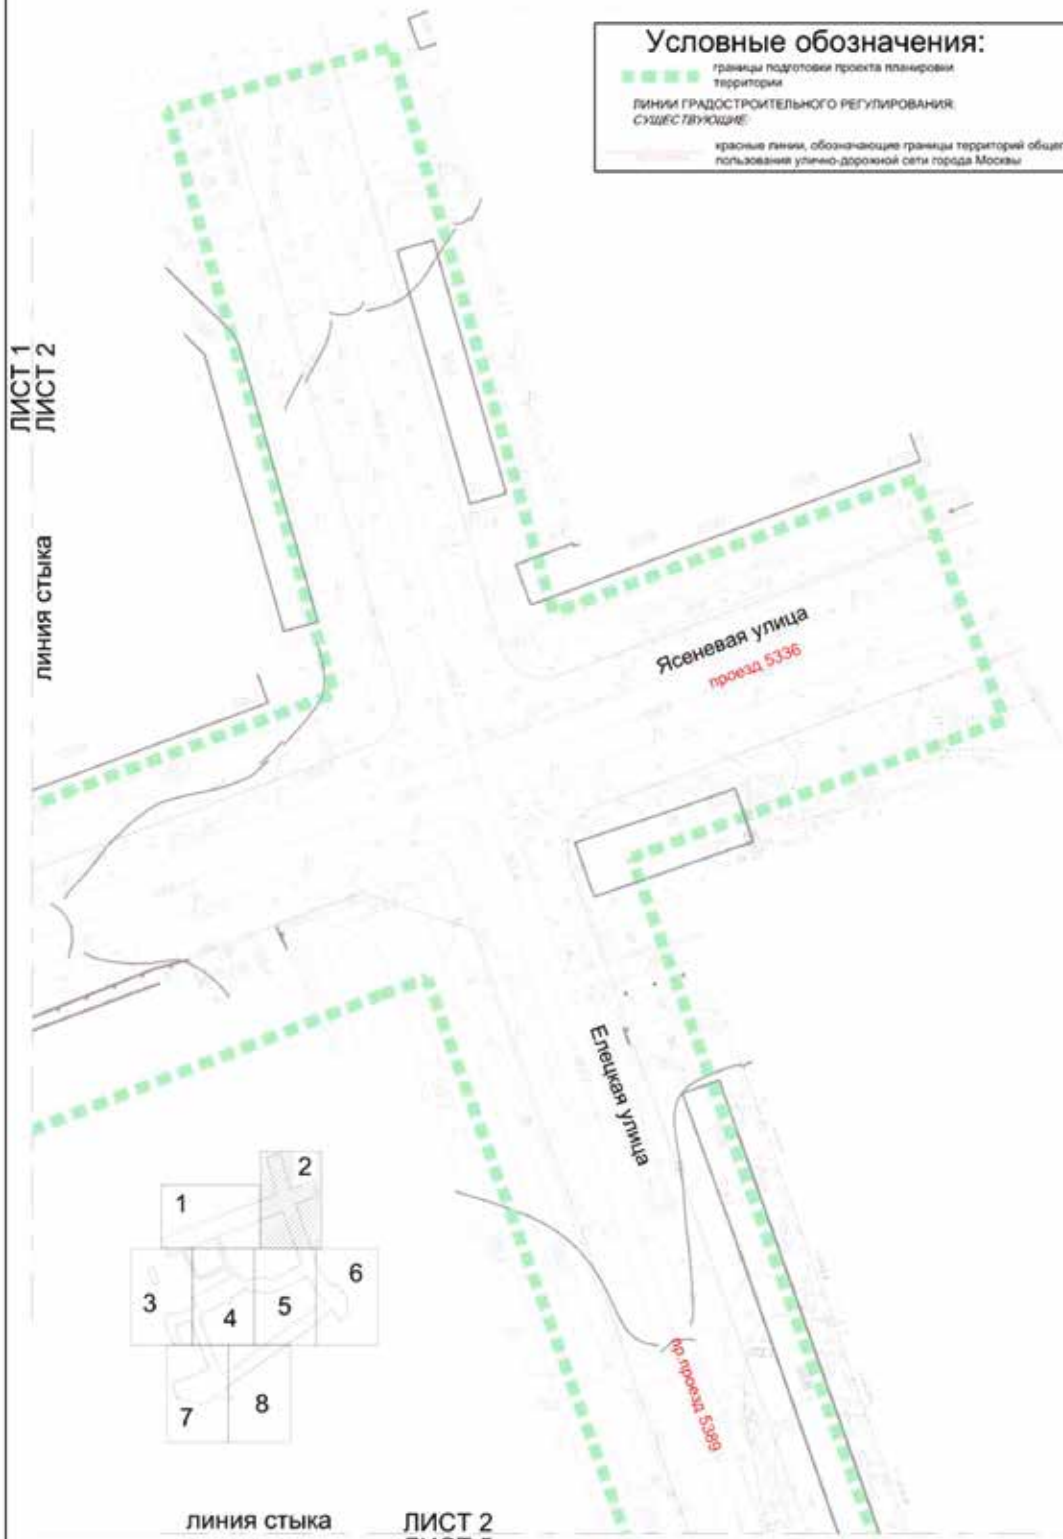 Условные обозначения:
границы подготовки проекта планировки
территории
ЛИНИИ ГРАДОСТРОИТЕЛЬНОГО РЕГУЛИРОВАНИЯ:
СУЩЕСТВУЮЩИЕ:
красные линии, обозначающие границы территорий общег
пользования улично-дорожной сети города Москвы
ЛИСТ 1
ЛИСТ 2
линия стыка
Ясеневая улица
проезд 5336
Елецкая улица
пр.проезд 5389
1
2
3
4
5
6
7
8
линия стыка
ЛИСТ 2